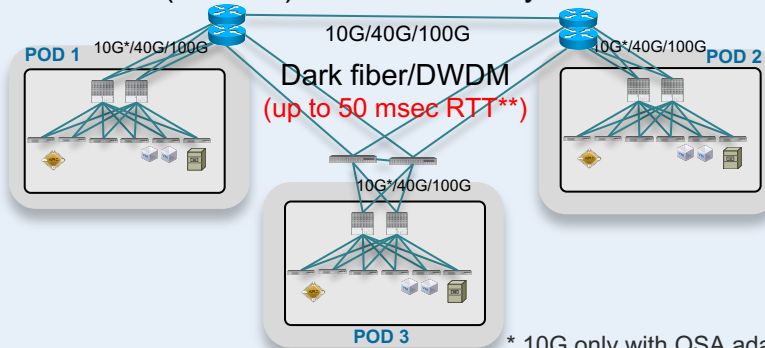 10G/40G/100G
10G*/40G/100G
10G*/40G/100G
POD 1
POD 2
Dark fiber/DWDM
(up to 50 msec RTT**)
10G*/40G/100G
POD 3
* 10G only with QSA